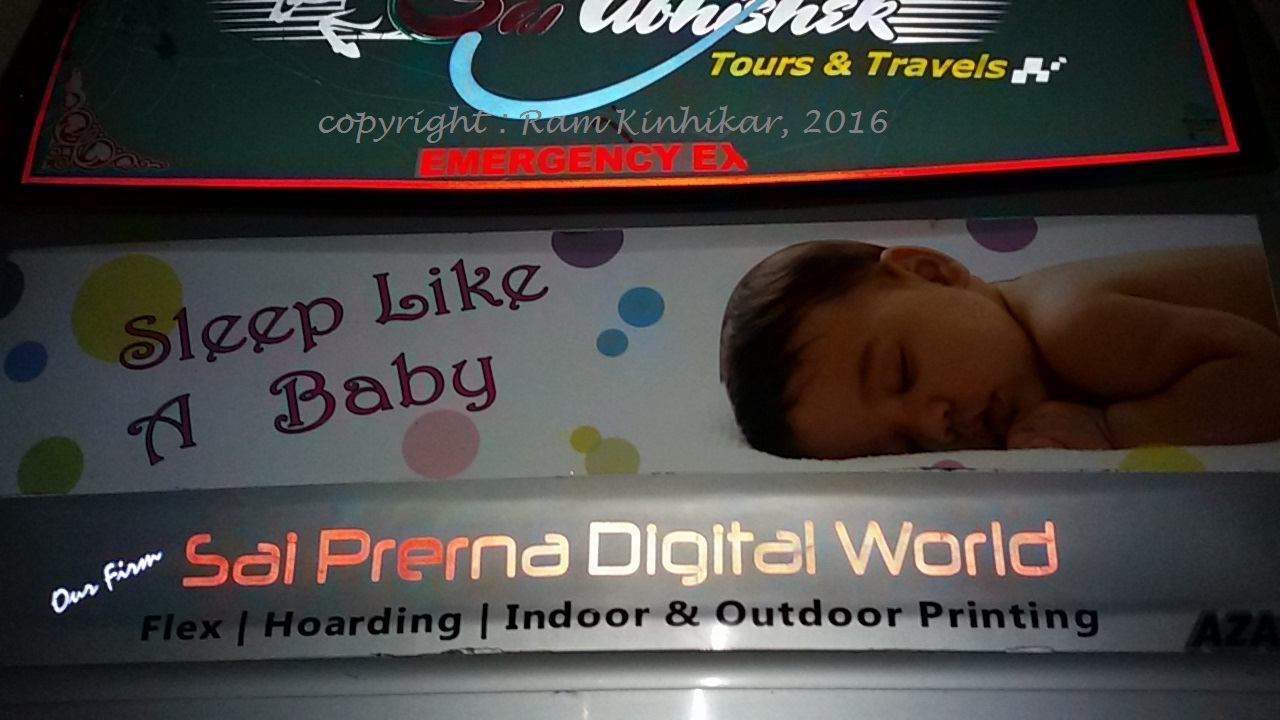 Abhishek
Tours & Travels
copyright : Ram Kinhikar, 2016
EMERGENCY EX
Sleep Like
A Baby
Our Firm Sai Prerna Digital World
Flex | Hoarding | Indoor & Outdoor Printing
AZA